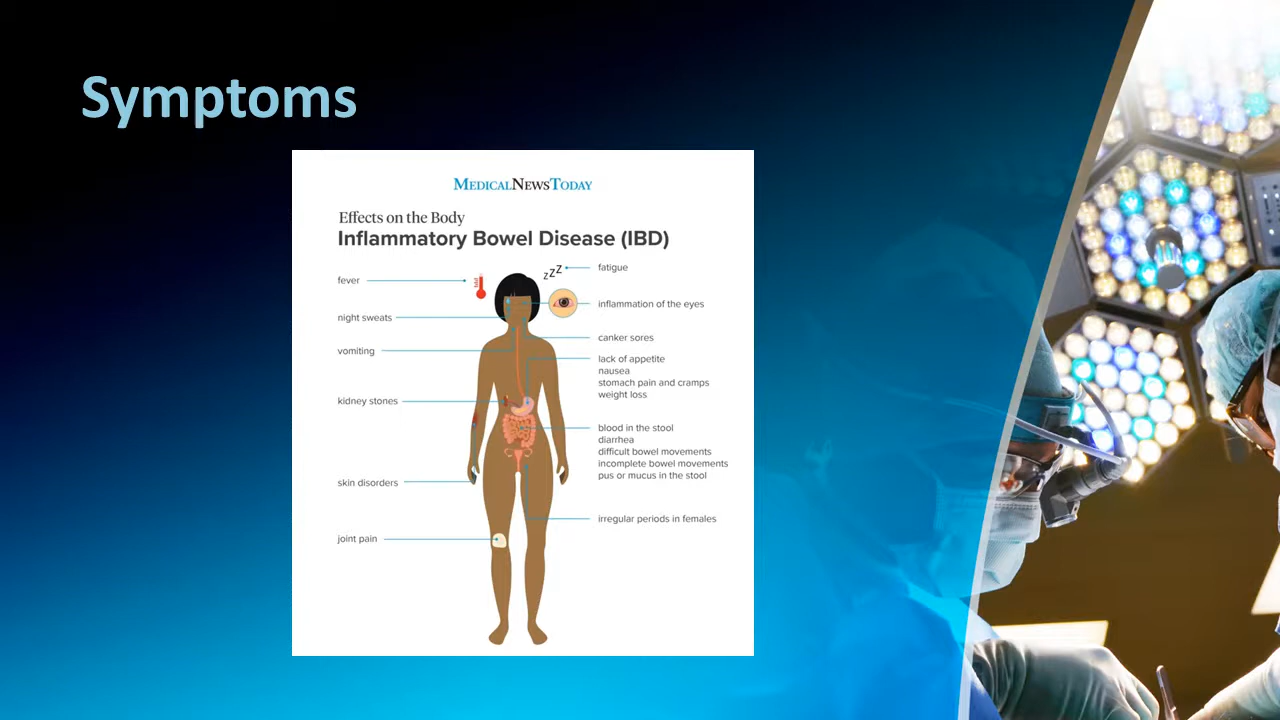 Symptoms
MEDICALNEWSTODAY
Effects on the Body
Inflammatory Bowel Disease (IBD)
fever
night sweats
vomiting
kidney stones
skin disorders
joint pain
zzZ
fatigue
inflammation of the eyes
canker sores
lack of appetite
nausea
stomach pain and cramps
weight loss
blood in the stool
diarrhea
difficult bowel movements
incomplete bowel movements
pus or mucus in the stool
irregular periods in females